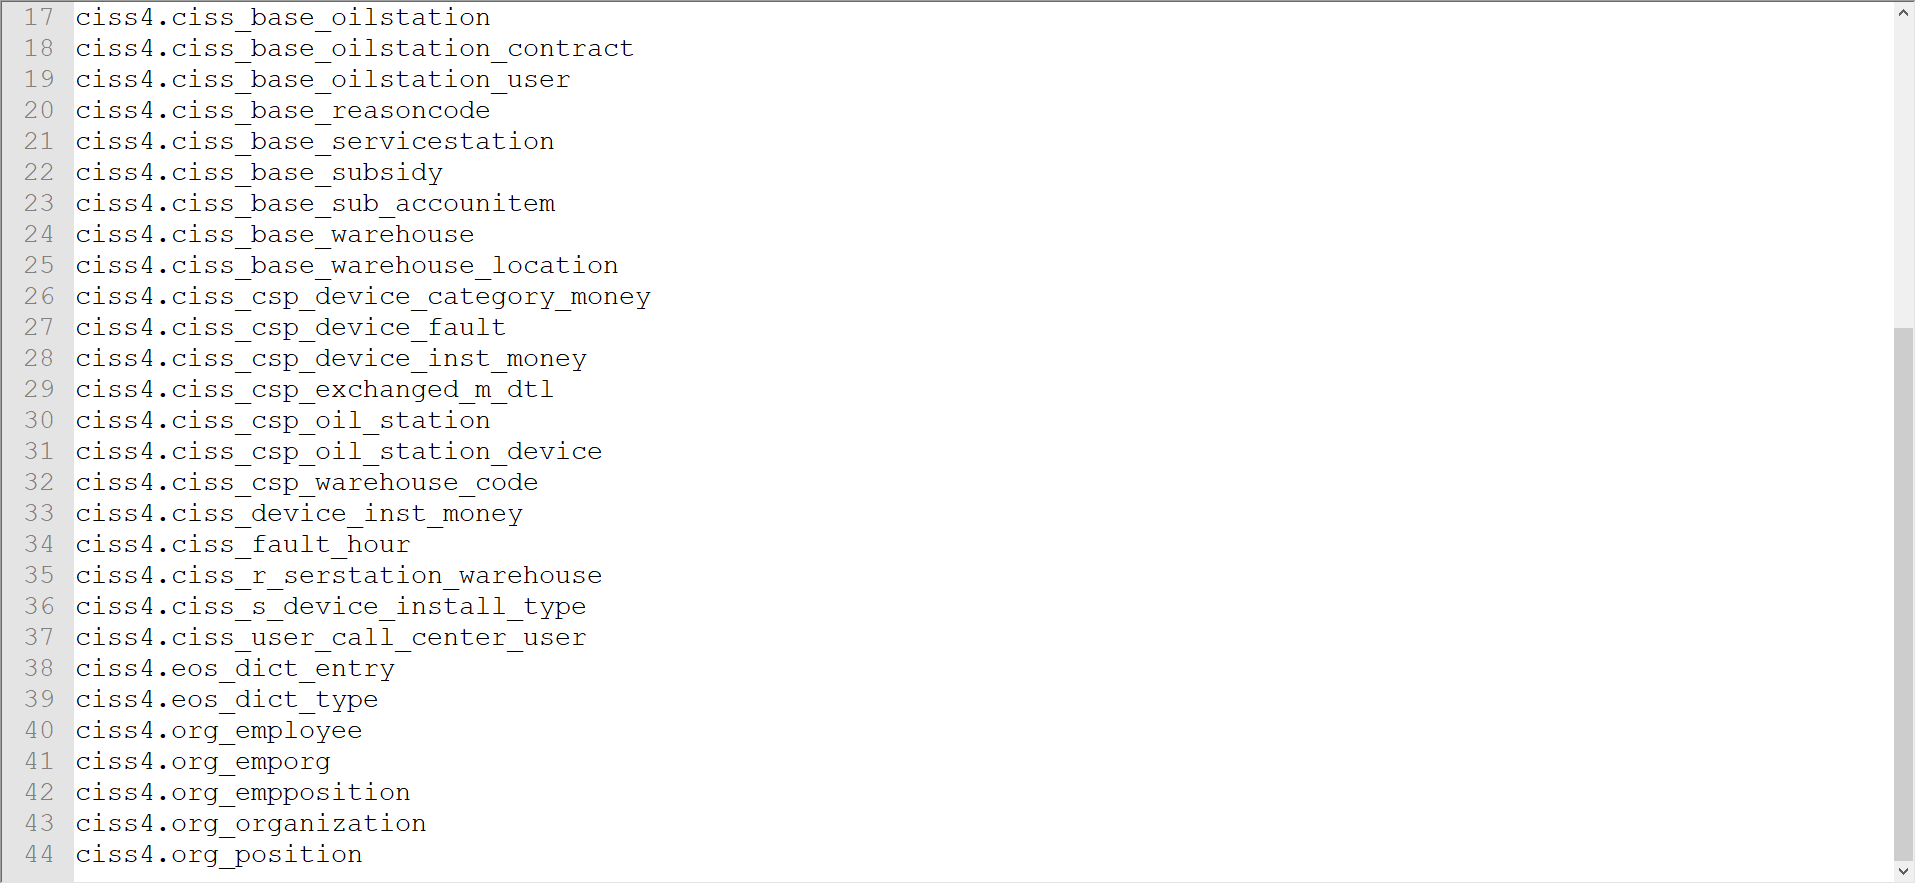 17 ciss4.ciss_base_oilstation
18 ciss4.ciss_base_oilstation_contract
19 ciss4.ciss_base_oilstation_user
20 ciss4.ciss_base_reasoncode
21 ciss4.ciss_base_servicestation
22 ciss4.ciss_base_subsidy
23 ciss4.ciss_base_sub_accounitem
24 ciss4.ciss_base_warehouse
25 ciss4.ciss_base_warehouse_location
26 ciss4.ciss_csp_device_category_money
27 ciss4.ciss_csp_device_fault
28 ciss4.ciss_csp_device_inst_money
29 ciss4.ciss_csp_exchanged_m_dtl
30 ciss4.ciss_csp_oil_station
31 ciss4.ciss_csp_oil_station_device
32 ciss4.ciss_csp_warehouse_code
33 ciss4.ciss_device_inst_money
34 ciss4.ciss_fault_hour
35 ciss4.ciss_r_serstation_warehouse
36 ciss4.ciss_s_device_install_type
37 ciss4.ciss_user_call_center_user
38 ciss4.eos_dict_entry
39 ciss4.eos_dict_type
40 ciss4.org_employee
41 ciss4.org_emporg
42 ciss4.org_empposition
43 ciss4.org_organization
44 ciss4.org_position